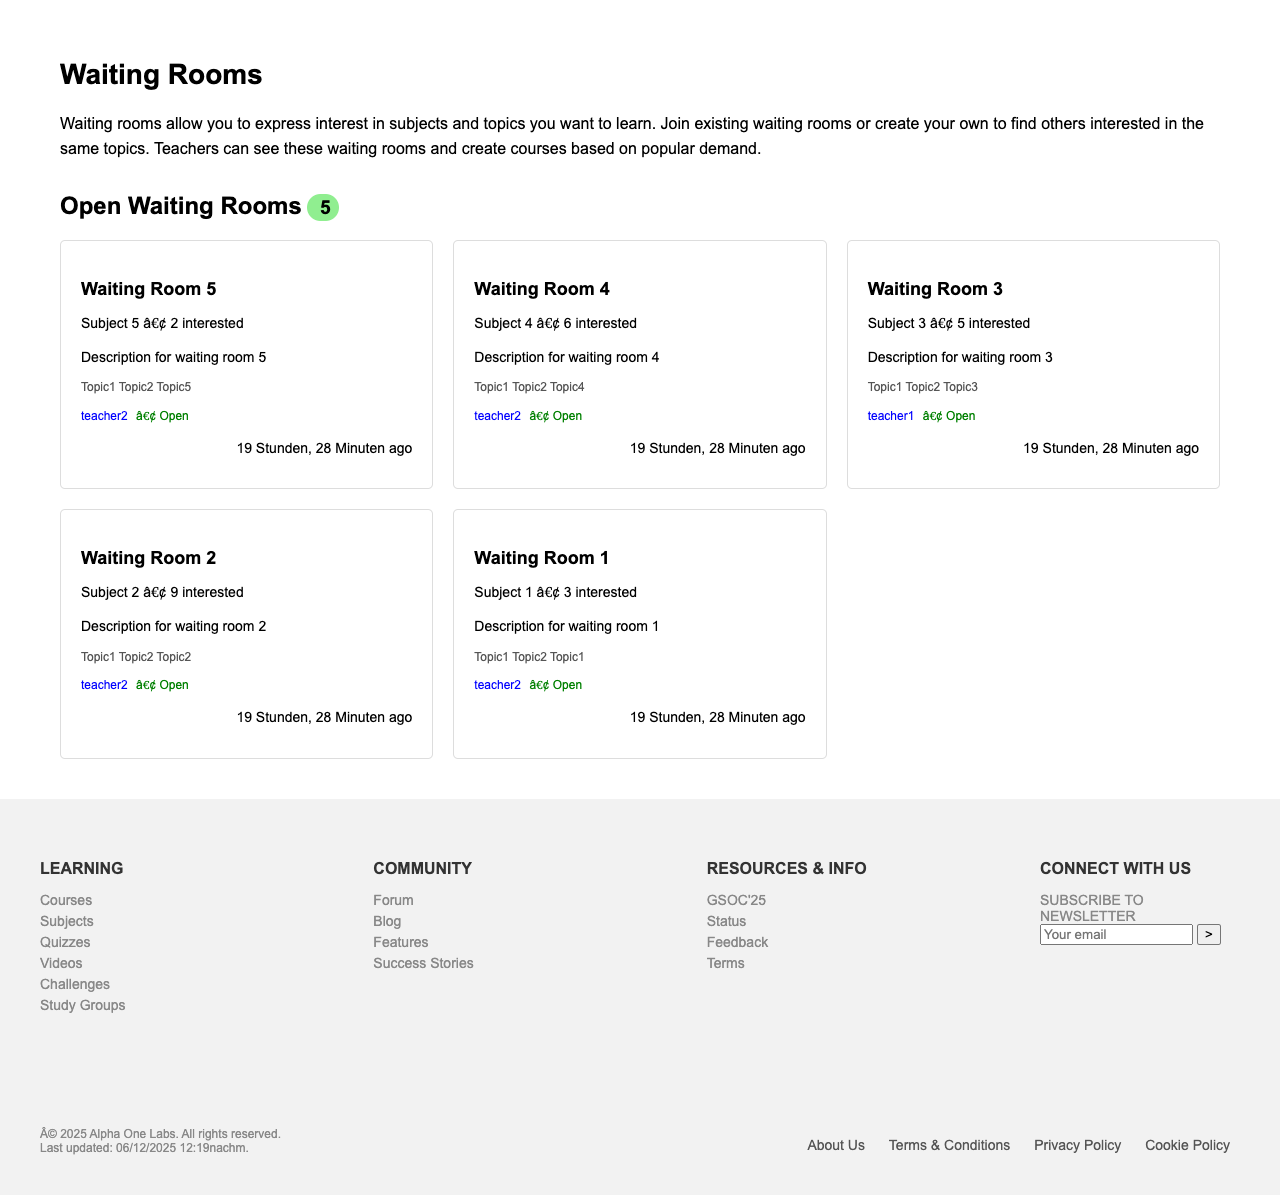 Waiting Rooms
Waiting rooms allow you to express interest in subjects and topics you want to learn. Join existing waiting rooms or create your own to find others interested in the
same topics. Teachers can see these waiting rooms and create courses based on popular demand.
Open Waiting Rooms 5
Waiting Room 5
Subject 5 â€¢ 2 interested
Description for waiting room 5
Topic1 Topic2 Topic5
teacher2 â€¢ Open
19 Stunden, 28 Minuten ago
Waiting Room 4
Subject 4 â€¢ 6 interested
Description for waiting room 4
Topic1 Topic2 Topic4
teacher2 â€¢ Open
19 Stunden, 28 Minuten ago
Waiting Room 3
Subject 3 â€¢ 5 interested
Description for waiting room 3
Topic1 Topic2 Topic3
teacher1 â€¢ Open
19 Stunden, 28 Minuten ago
Waiting Room 2
Subject 2 â€¢ 9 interested
Description for waiting room 2
Topic1 Topic2 Topic2
teacher2 â€¢ Open
19 Stunden, 28 Minuten ago
Waiting Room 1
Subject 1 â€¢ 3 interested
Description for waiting room 1
Topic1 Topic2 Topic1
teacher2 â€¢ Open
19 Stunden, 28 Minuten ago
LEARNING
Courses
Subjects
Quizzes
Videos
Challenges
Study Groups
COMMUNITY
Forum
Blog
Features
Success Stories
RESOURCES & INFO
GSOC'25
Status
Feedback
Terms
CONNECT WITH US
SUBSCRIBE TO
NEWSLETTER
Your email >
Â© 2025 Alpha One Labs. All rights reserved.
Last updated: 06/12/2025 12:19nachm.
About Us Terms & Conditions Privacy Policy Cookie Policy